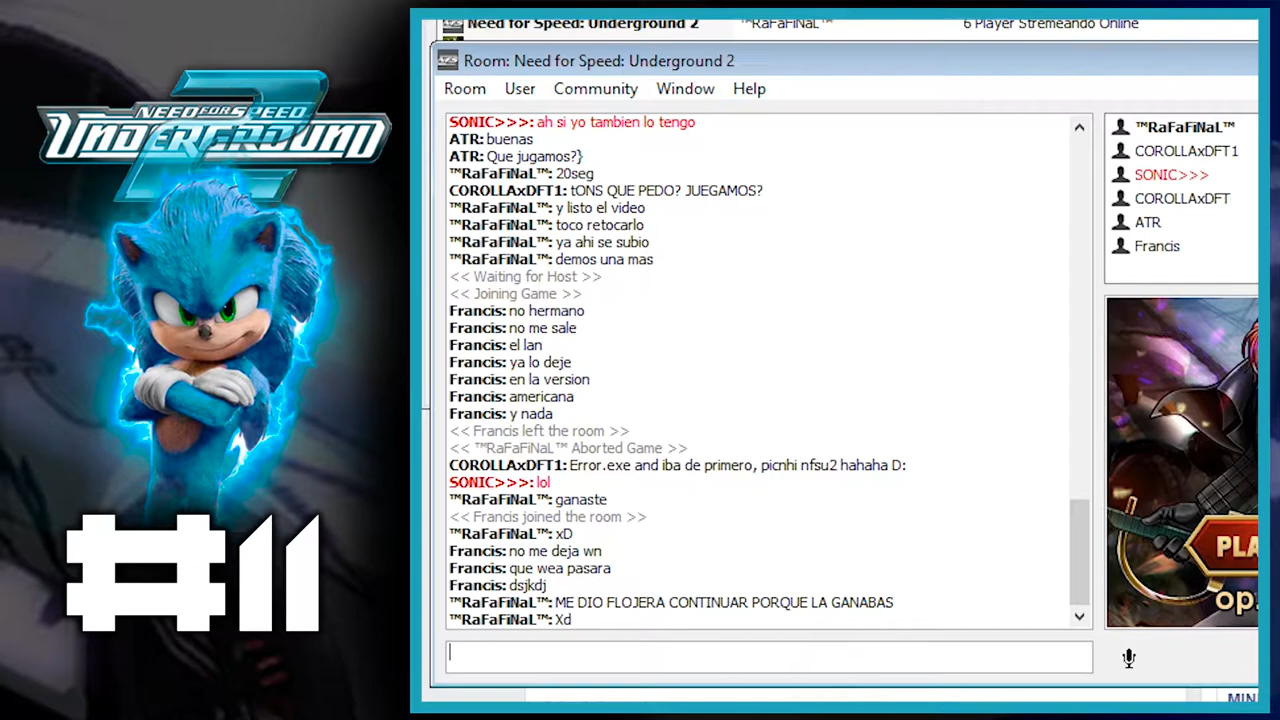 Need for Speed: Underground 2 ™RaFaFiNaL™ 6 Player Stremeando Online
Room: Need for Speed: Underground 2
Room User Community Window Help
NEED FOR SPEED
UNDERGROUND
2
#11
SONIC>>>: ah si yo tambien lo tengo
ATR: buenas
ATR: Que jugamos?}
™RaFaFiNaL™: 20seg
COROLLAxDFT1: tONS QUE PEDO? JUEGAMOS?
™RaFaFiNaL™: y listo el video
™RaFaFiNaL™: toco retocarlo
™RaFaFiNaL™: ya ahi se subio
™RaFaFiNaL™: demos una mas
<< Waiting for Host >>
<< Joining Game >>
Francis: no hermano
Francis: no me sale
Francis: el lan
Francis: ya lo deje
Francis: en la version
Francis: americana
Francis: y nada
<< Francis left the room >>
<< ™RaFaFiNaL™ Aborted Game >>
COROLLAxDFT1: Error.exe and iba de primero, picnhi nfsu2 hahaha D:
SONIC>>>: lol
™RaFaFiNaL™: ganaste
<< Francis joined the room >>
™RaFaFiNaL™: xD
Francis: no me deja wn
Francis: que wea pasara
Francis: dsjkdj
™RaFaFiNaL™: ME DIO FLOJERA CONTINUAR PORQUE LA GANABAS
™RaFaFiNaL™: Xd
™RaFaFiNaL™
COROLLAxDFT1
SONIC>>>
COROLLAxDFT
ATR
Francis
PLA
op.
MIN